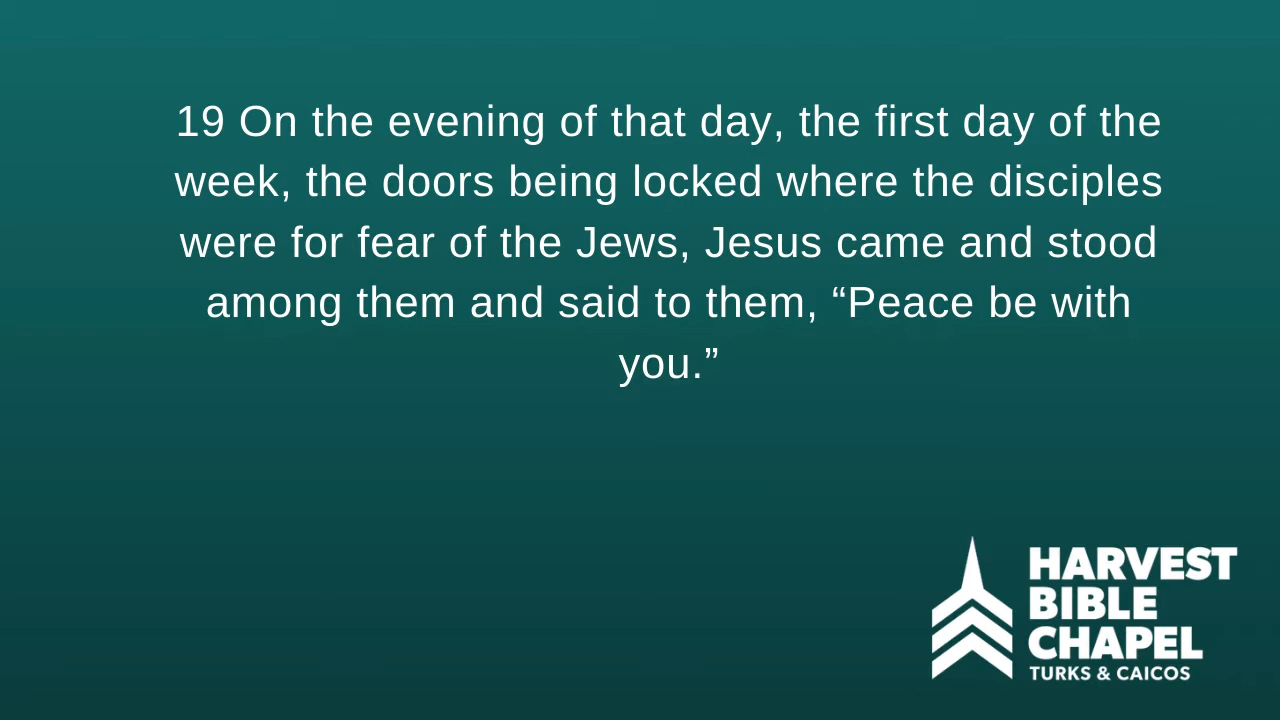 19 On the evening of that day, the first day of the
week, the doors being locked where the disciples
were for fear of the Jews, Jesus came and stood
among them and said to them, “Peace be with
you.”
HARVEST
BIBLE
CHAPEL
TURKS & CAICOS